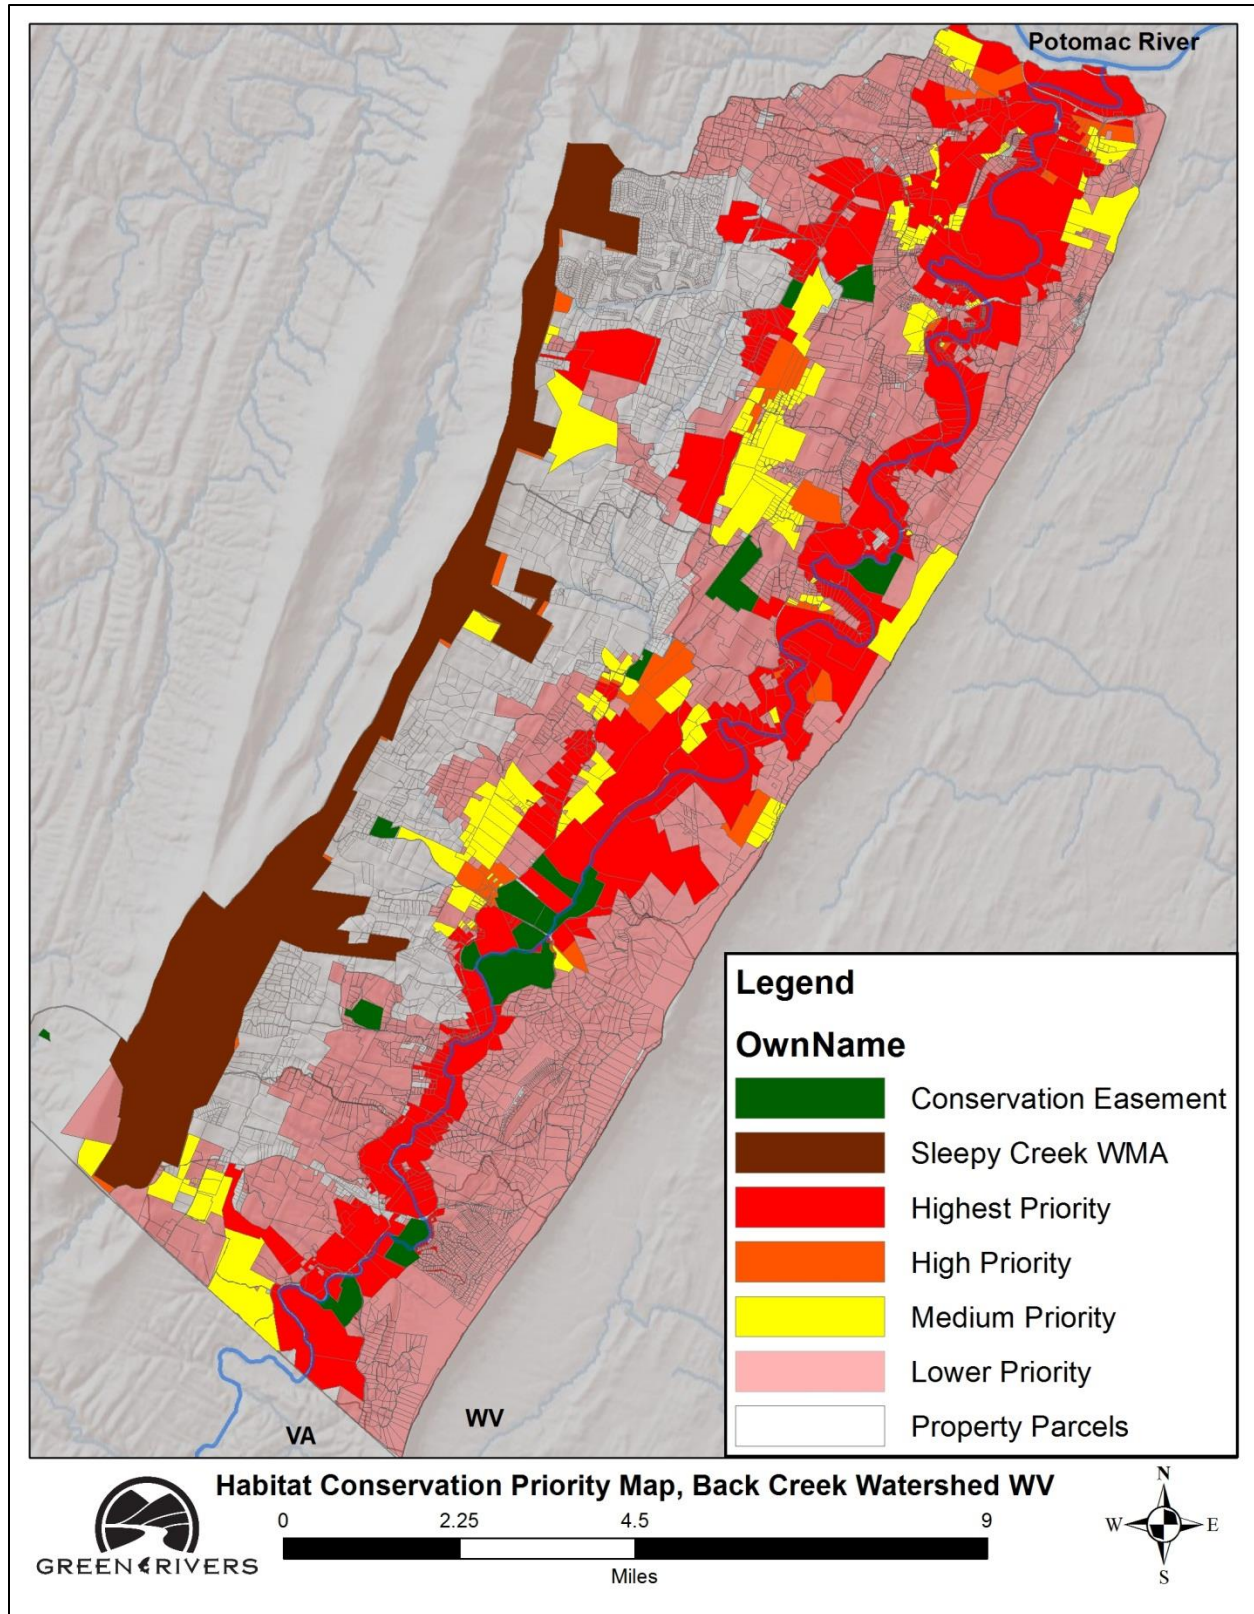 Potomac River
Legend
OwnName
Conservation Easement
Sleepy Creek WMA
Highest Priority
High Priority
Medium Priority
Lower Priority
Property Parcels
WV
VA
Habitat Conservation Priority Map, Back Creek Watershed WV
0 2.25 4.5 9
Miles
GREEN RIVERS
N
W E
S